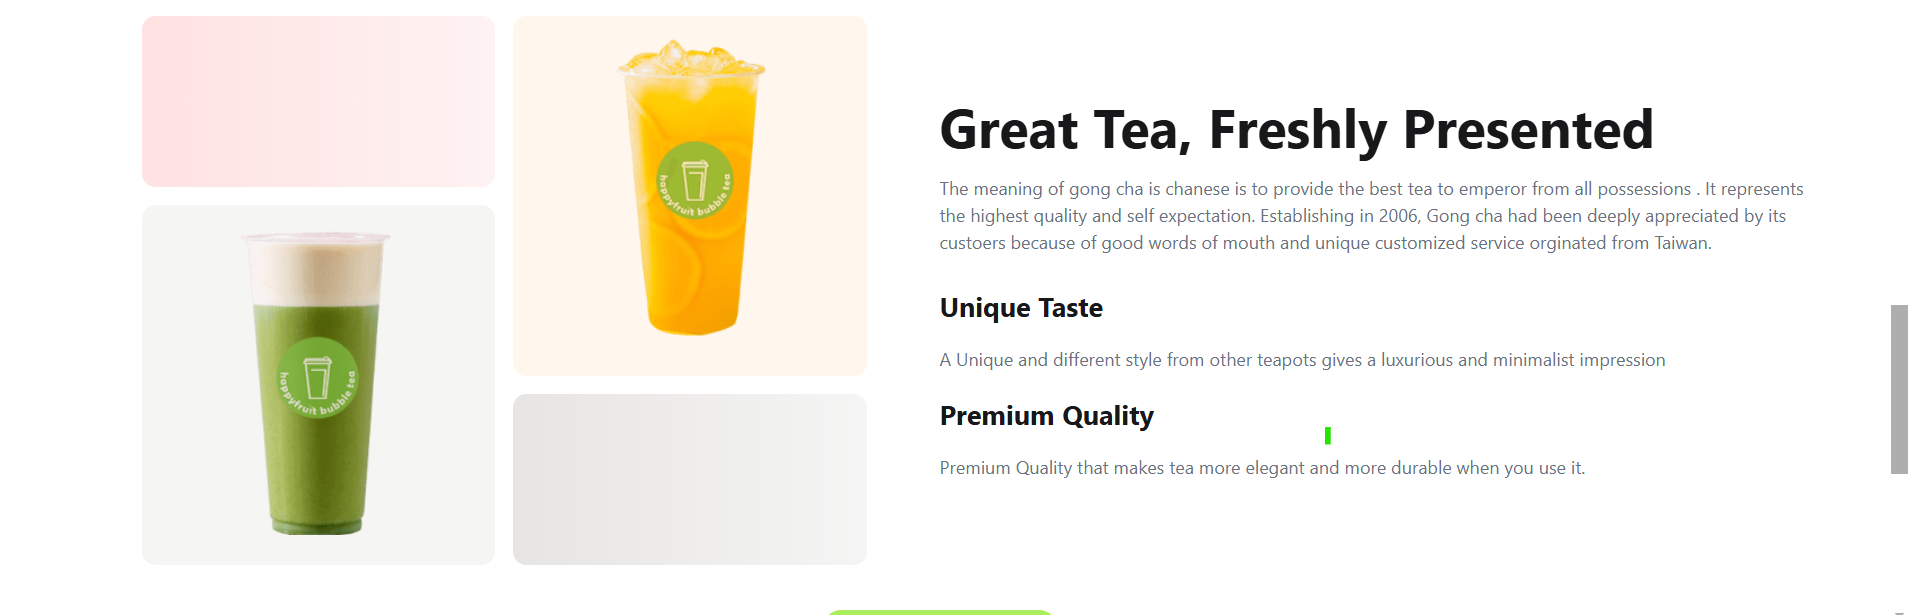 happyfruit bubble tea
happyfruit bubble tea
Great Tea, Freshly Presented
The meaning of gong cha is chanese is to provide the best tea to emperor from all possessions . It represents
the highest quality and self expectation. Establishing in 2006, Gong cha had been deeply appreciated by its
custoers because of good words of mouth and unique customized service orginated from Taiwan.
Unique Taste
A Unique and different style from other teapots gives a luxurious and minimalist impression
Premium Quality
Premium Quality that makes tea more elegant and more durable when you use it.